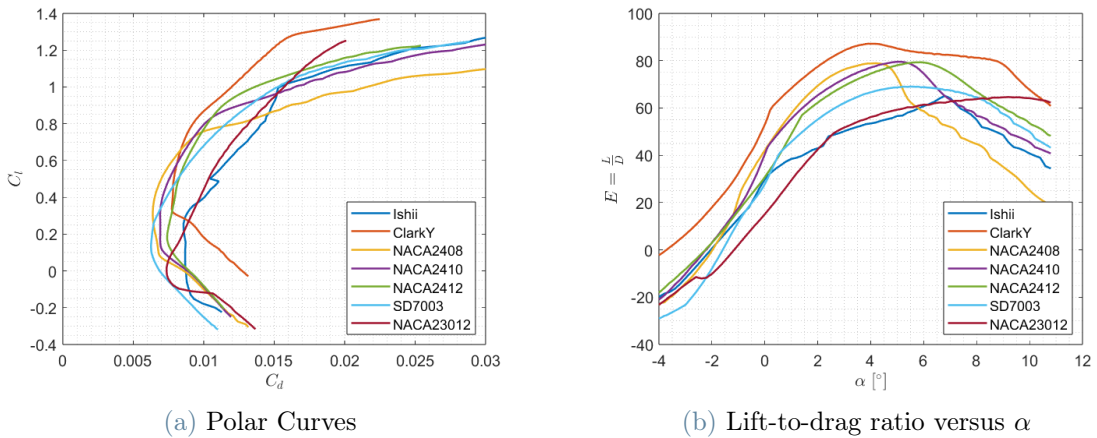 1.4
1.2
1
0.8
0.6
0.4
0.2
0
-0.2
-0.4
C_l
0 0.005 0.01 0.015 0.02 0.025 0.03
C_d
Ishii
ClarkY
NACA2408
NACA2410
NACA2412
SD7003
NACA23012
(a) Polar Curves
100
80
60
40
20
0
-20
-40
E = L/D
-4 -2 0 2 4 6 8 10 12
α [°]
Ishii
ClarkY
NACA2408
NACA2410
NACA2412
SD7003
NACA23012
(b) Lift-to-drag ratio versus α